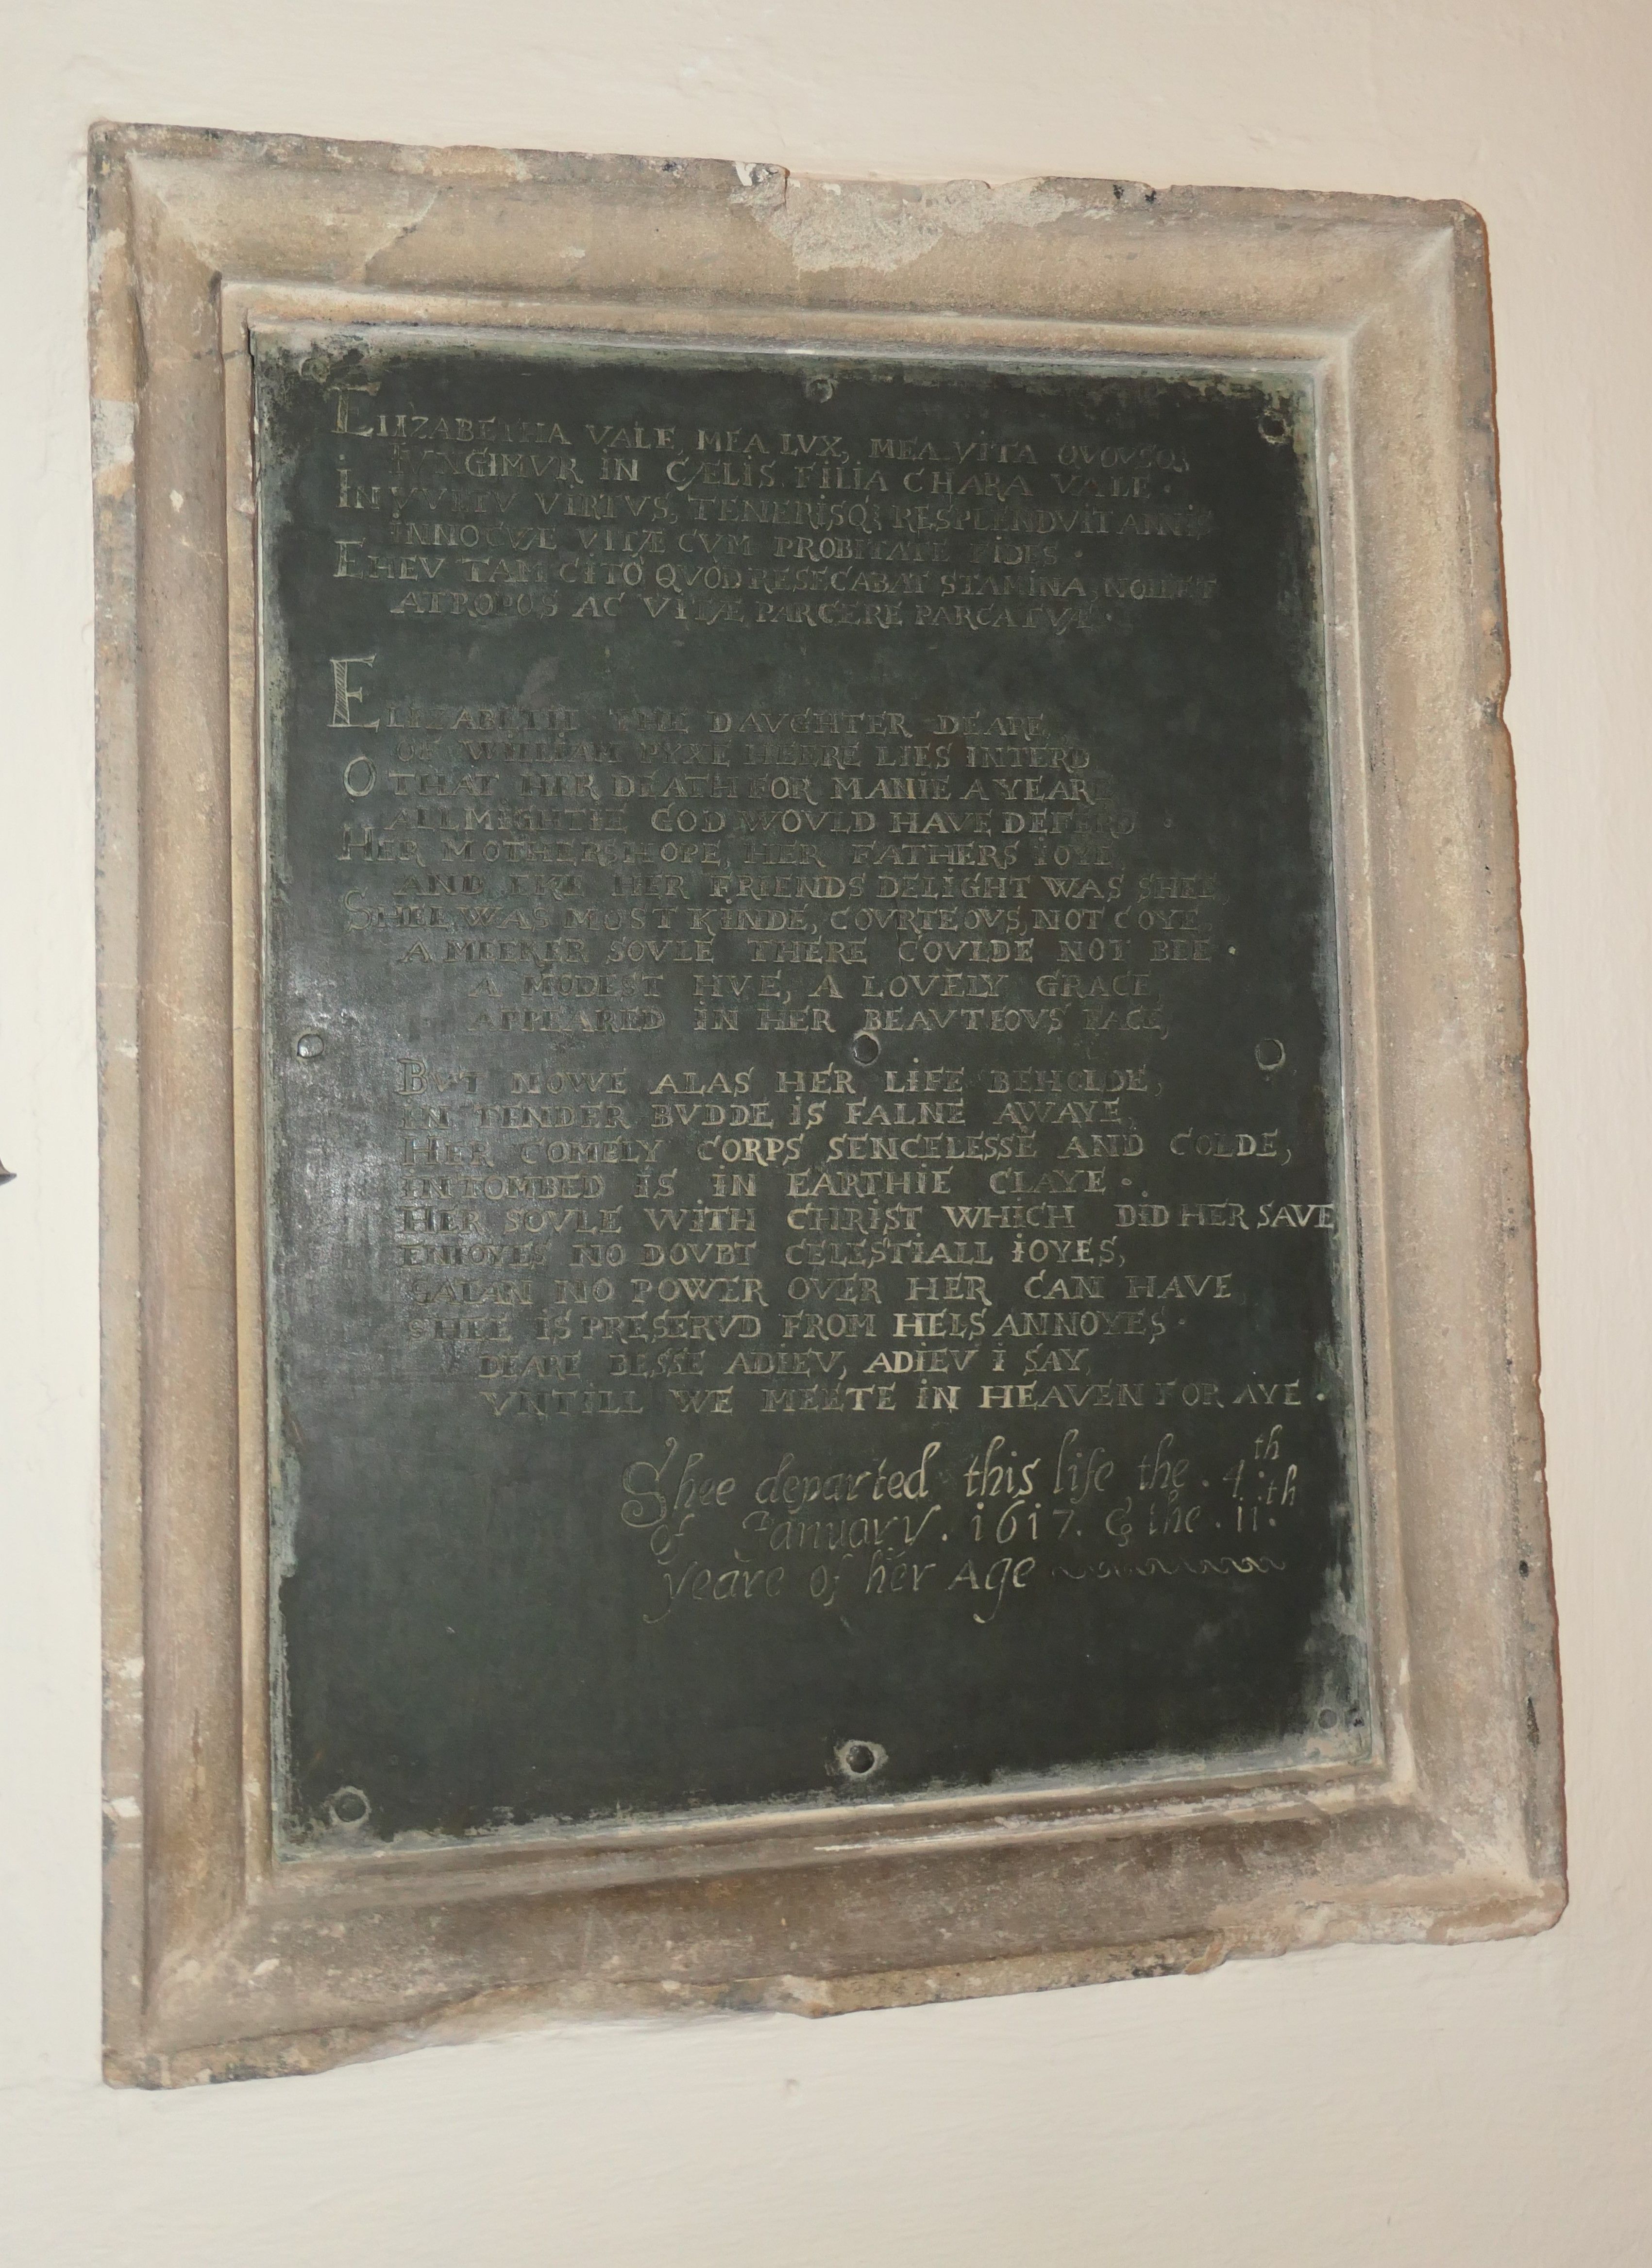 ELIZABETHA VALE, MEA LUX, MEA VITA QUOUSQ;
IVNGIMVR IN CÆLIS FILIA CHARA VALE ·
IN VVLTV VIRTVS, TENERISQ; RESPLENDVIT ANNIS
INNOCVÆ VITÆ CVM PROBITATE FIDES ·
EHEV TAM CITO QVOD RESECABAT STAMINA, NOLLET
ATROPOS AC VITÆ PARCERE PARCA TVÆ ·
ELIZABETH THE DAVGHTER DEARE,
OF WILLIAM PYXE HEERE LIES INTERD
O THAT HER DEATH FOR MANIE A YEARE
ALLMIGHTIE GOD WOVLD HAVE DEFERD ·
HER MOTHERS HOPE, HER FATHERS IOYE,
AND EKE HER FRIENDS DELIGHT WAS SHEE,
SHEE WAS MOST KINDE, COVRTEOVS, NOT COYE,
A MEEKER SOVLE THERE COVLDE NOT BEE ·
A MODEST HVE, A LOVELY GRACE,
APPEARED IN HER BEAVTEOVS FACE,
BVT NOWE ALAS HER LIFE BEHOLDE,
IN TENDER BVDDE IS FALNE AWAYE,
HER COMELY CORPS SENCELESSE AND COLDE,
INTOMBED IS IN EARTHIE CLAYE ·
HER SOVLE WITH CHRIST WHICH DID HER SAVE,
ENIOYES NO DOVBT CELESTIALL IOYES,
SATAN NO POWER OVER HER CAN HAVE,
SHEE IS PRESERVD FROM HELS ANNOYES ·
DEARE BESSE ADIEV, ADIEV I SAY,
VNTILL WE MEETE IN HEAVEN FOR AYE ·
Shee departed this life the . 4th
of January . 1617. & the . 11.th
yeare of her Age